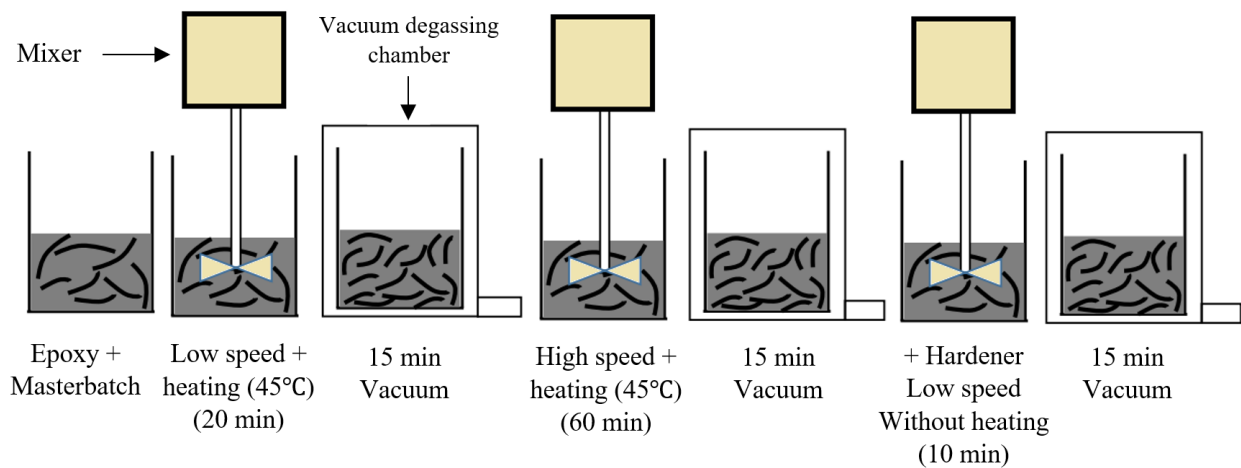 Mixer
Vacuum degassing
chamber
Epoxy +
Masterbatch
Low speed +
heating (45℃)
(20 min)
15 min
Vacuum
High speed +
heating (45℃)
(60 min)
15 min
Vacuum
+ Hardener
Low speed
Without heating
(10 min)
15 min
Vacuum